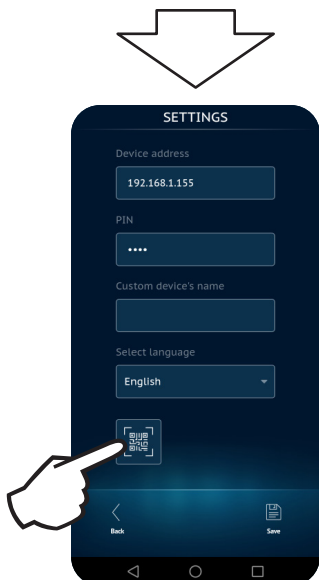 SETTINGS
Device address
192.168.1.155
PIN
••••
Custom device's name
Select language
English
Back
Save